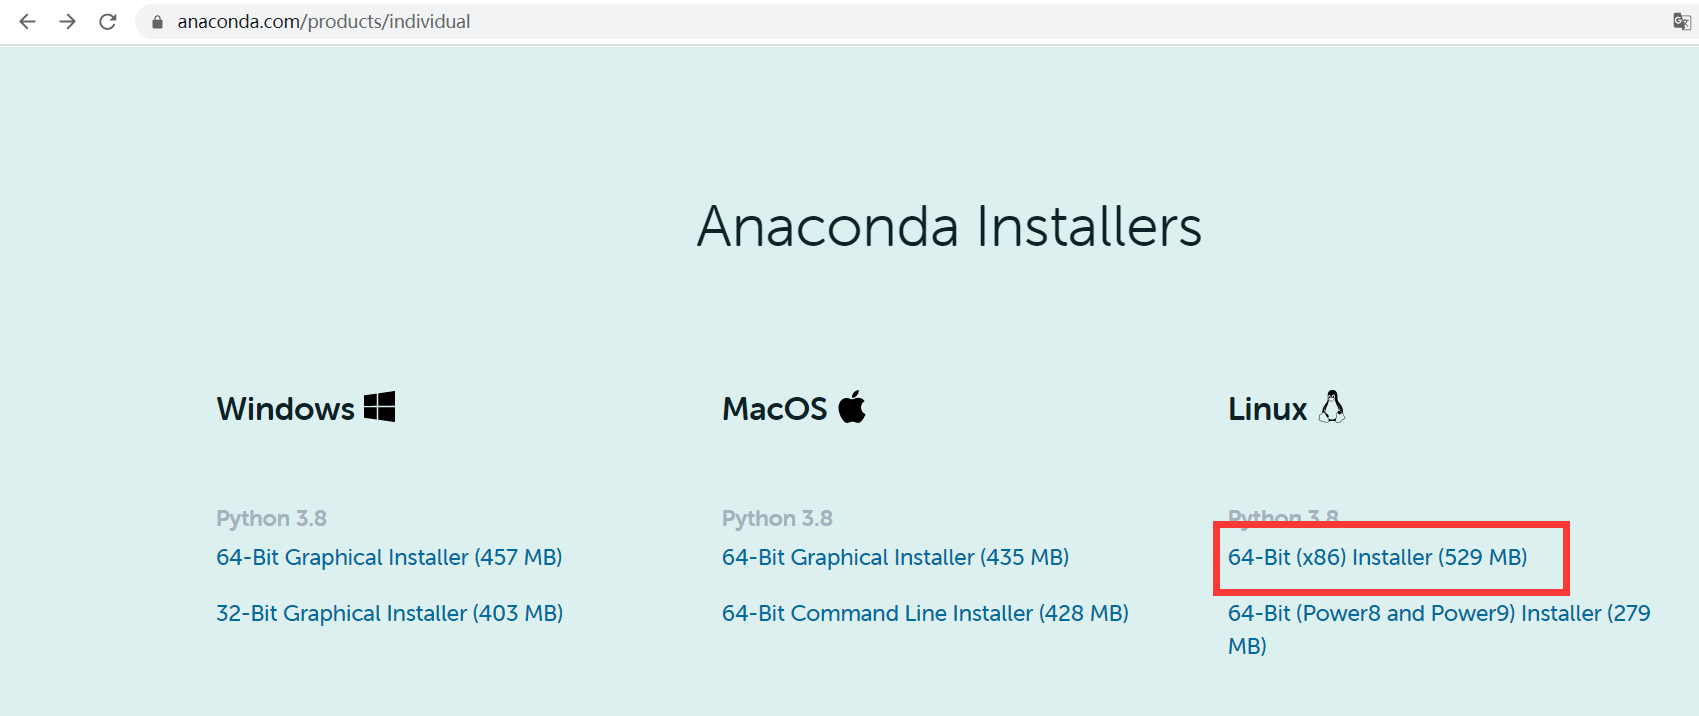 anaconda.com/products/individual
Anaconda Installers
Windows
Python 3.8
64-Bit Graphical Installer (457 MB)
32-Bit Graphical Installer (403 MB)
MacOS
Python 3.8
64-Bit Graphical Installer (435 MB)
64-Bit Command Line Installer (428 MB)
Linux
Python 3.8
64-Bit (x86) Installer (529 MB)
64-Bit (Power8 and Power9) Installer (279
MB)